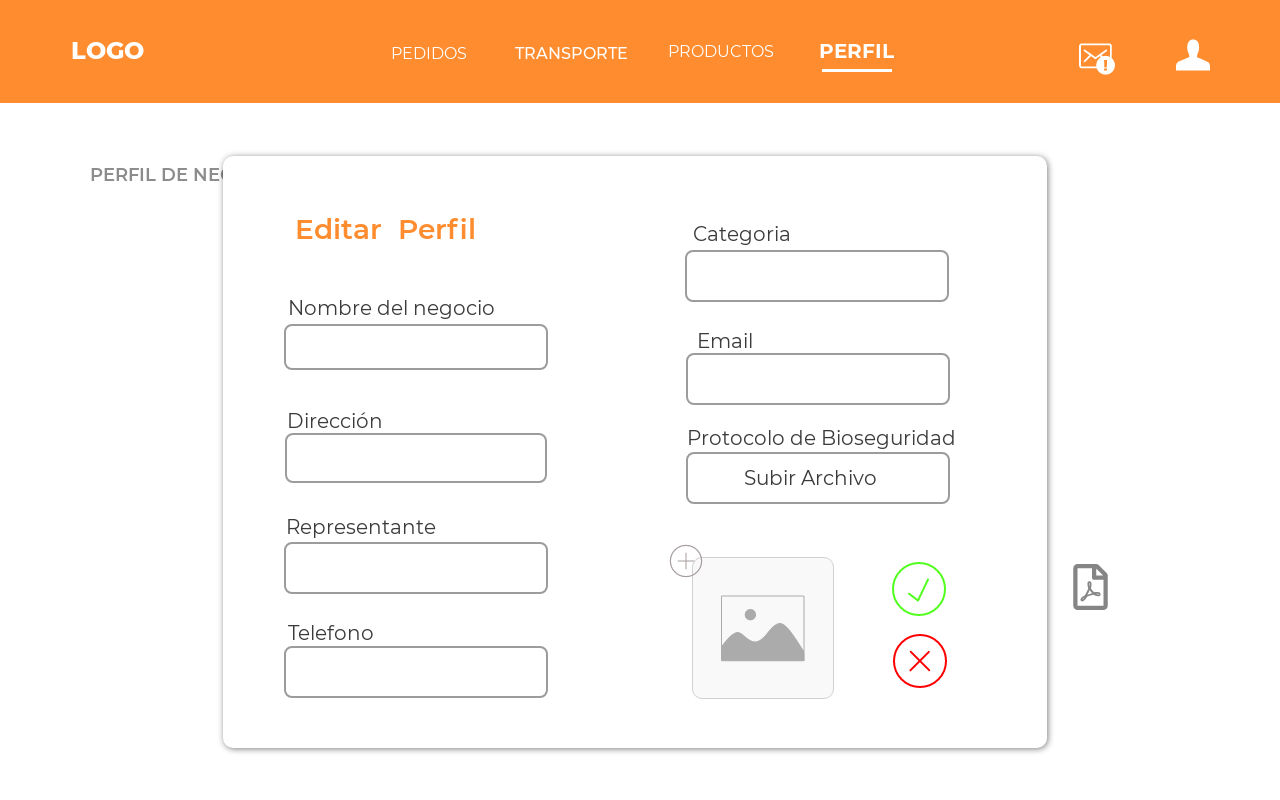 LOGO
PEDIDOS
TRANSPORTE
PRODUCTOS
PERFIL
PERFIL DE
Editar Perfil
Nombre del negocio
Dirección
Representante
Telefono
Categoria
Email
Protocolo de Bioseguridad
Subir Archivo